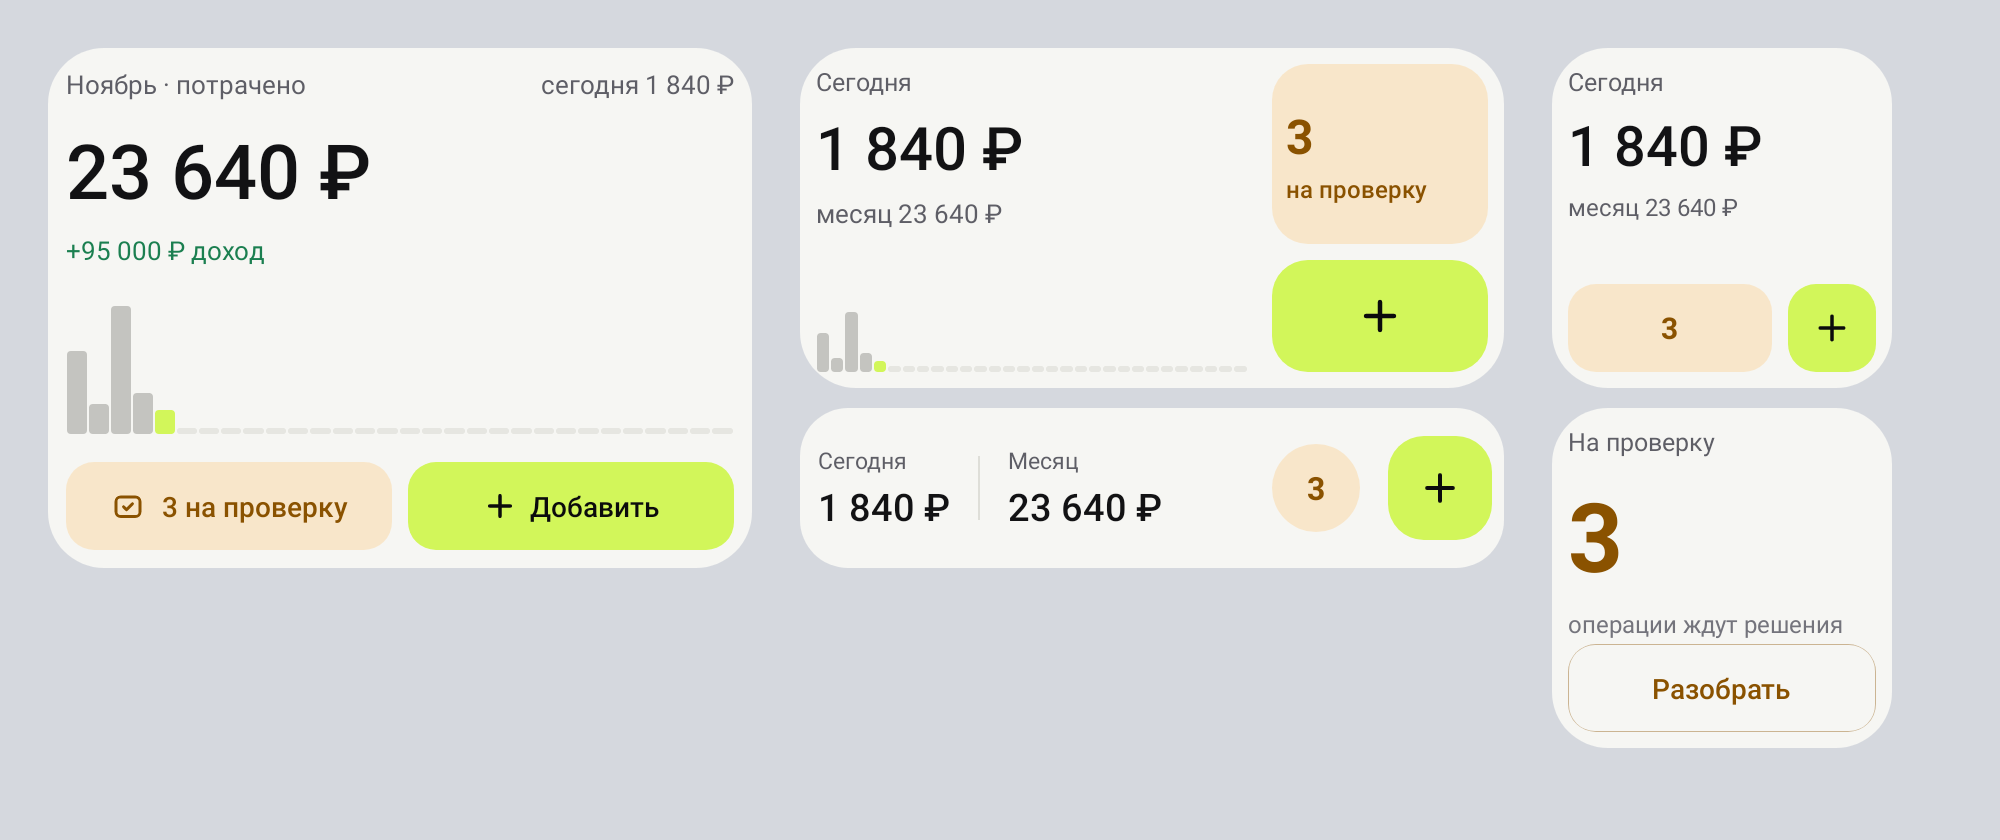 Ноябрь · потрачено
сегодня 1 840 ₽
23 640 ₽
+95 000 ₽ доход
3 на проверку
+ Добавить
Сегодня
1 840 ₽
месяц 23 640 ₽
3
на проверку
+
Сегодня
1 840 ₽
Месяц
23 640 ₽
3
+
Сегодня
1 840 ₽
месяц 23 640 ₽
3
+
На проверку
3
операции ждут решения
Разобрать